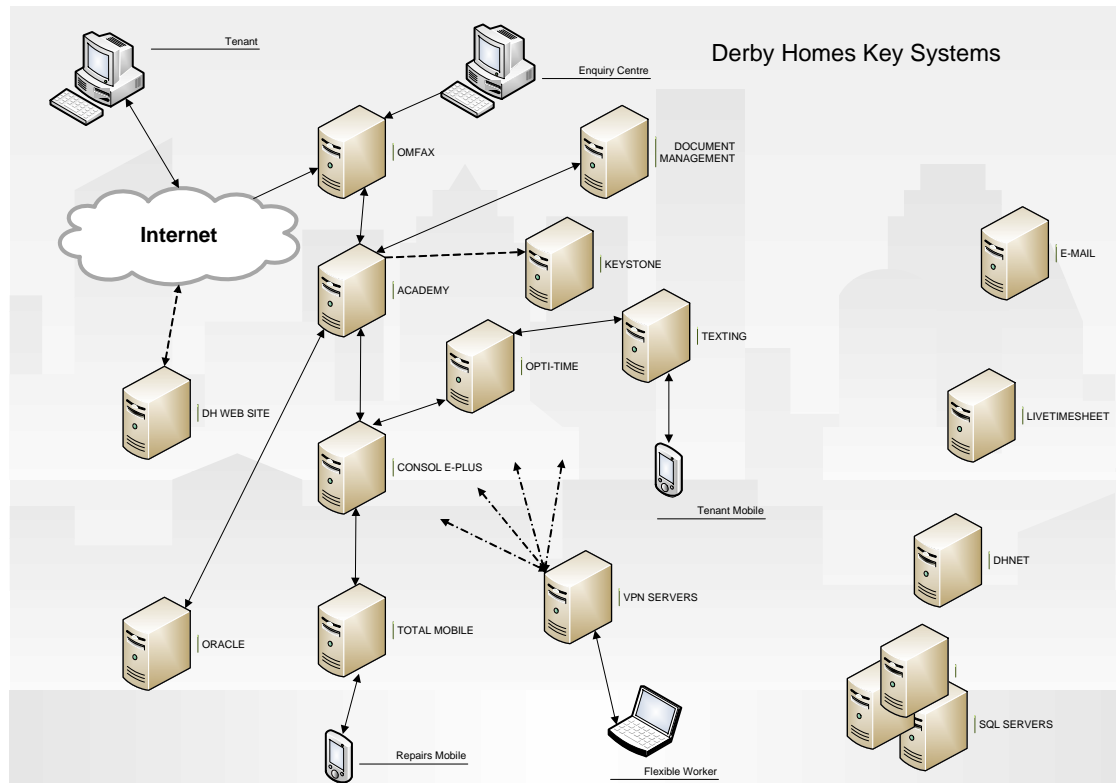 Derby Homes Key Systems
Tenant
Enquiry Centre
OMFAX
DOCUMENT
MANAGEMENT
Internet
KEYSTONE
E-MAIL
ACADEMY
TEXTING
OPTI-TIME
DH WEB SITE
LIVETIMESHEET
CONSOL E-PLUS
Tenant Mobile
DHNET
VPN SERVERS
TOTAL MOBILE
ORACLE
SQL SERVERS
Repairs Mobile
Flexible Worker